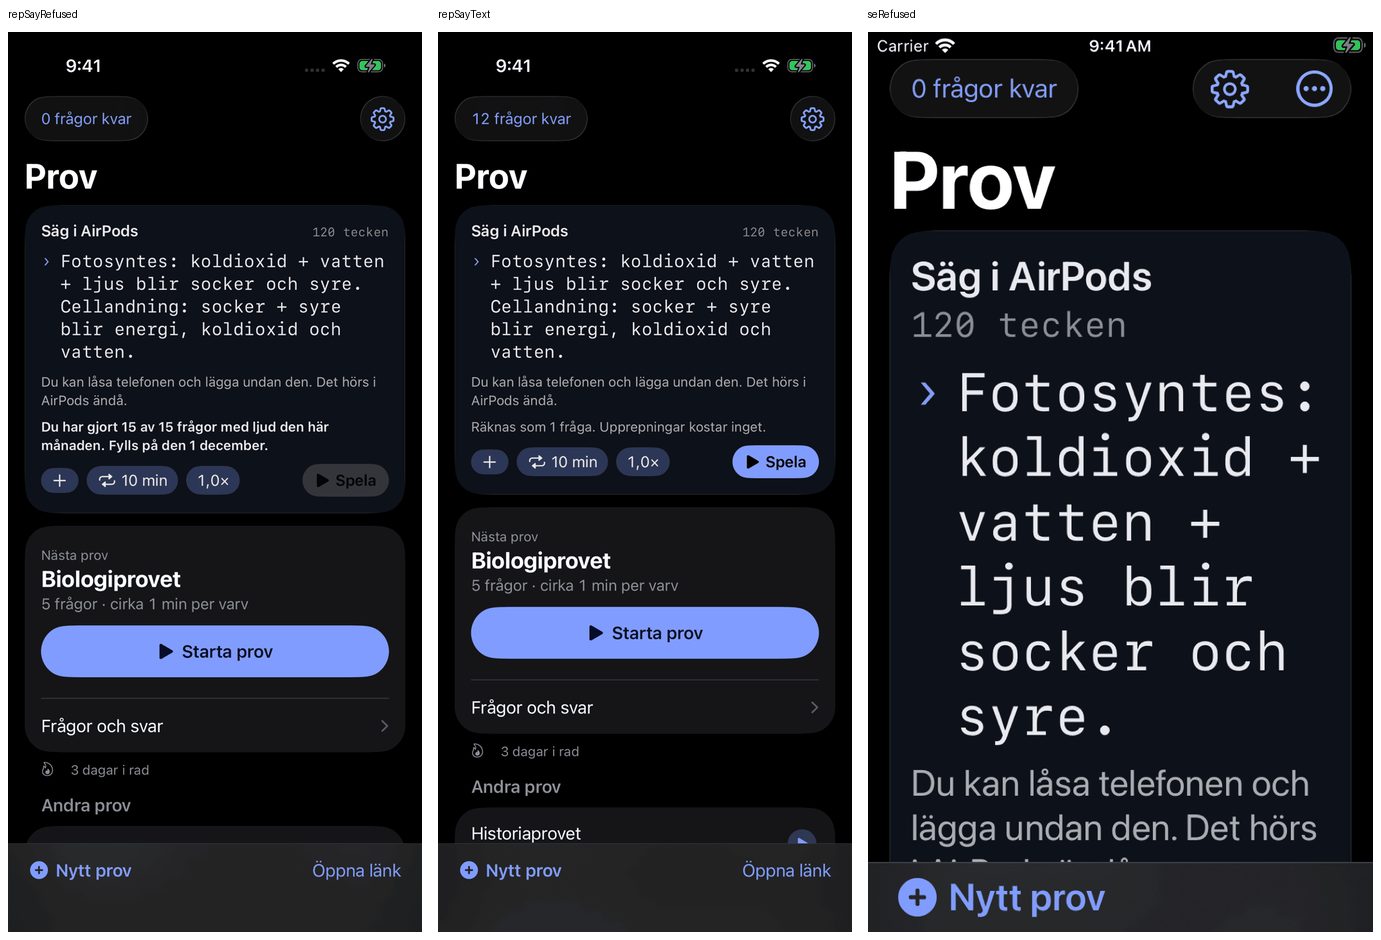 repSayRefused
9:41
0 frågor kvar
Prov
Säg i AirPods
120 tecken
› Fotosyntes: koldioxid + vatten
+ ljus blir socker och syre.
Cellandning: socker + syre
blir energi, koldioxid och
vatten.
Du kan låsa telefonen och lägga undan den. Det hörs i
AirPods ändå.
Du har gjort 15 av 15 frågor med ljud den här
månaden. Fylls på den 1 december.
+ 10 min 1,0× Spela
Nästa prov
Biologiprovet
5 frågor · cirka 1 min per varv
Starta prov
Frågor och svar
3 dagar i rad
Andra prov
Nytt prov
Öppna länk
repSayText
9:41
12 frågor kvar
Prov
Säg i AirPods
120 tecken
› Fotosyntes: koldioxid + vatten
+ ljus blir socker och syre.
Cellandning: socker + syre
blir energi, koldioxid och
vatten.
Du kan låsa telefonen och lägga undan den. Det hörs i
AirPods ändå.
Räknas som 1 fråga. Upprepningar kostar inget.
+ 10 min 1,0× Spela
Nästa prov
Biologiprovet
5 frågor · cirka 1 min per varv
Starta prov
Frågor och svar
3 dagar i rad
Andra prov
Historiaprovet
Nytt prov
Öppna länk
seRefused
Carrier
9:41 AM
0 frågor kvar
Prov
Säg i AirPods
120 tecken
› Fotosyntes:
koldioxid +
vatten +
ljus blir
socker och
syre.
Du kan låsa telefonen och
lägga undan den. Det hörs
Nytt prov